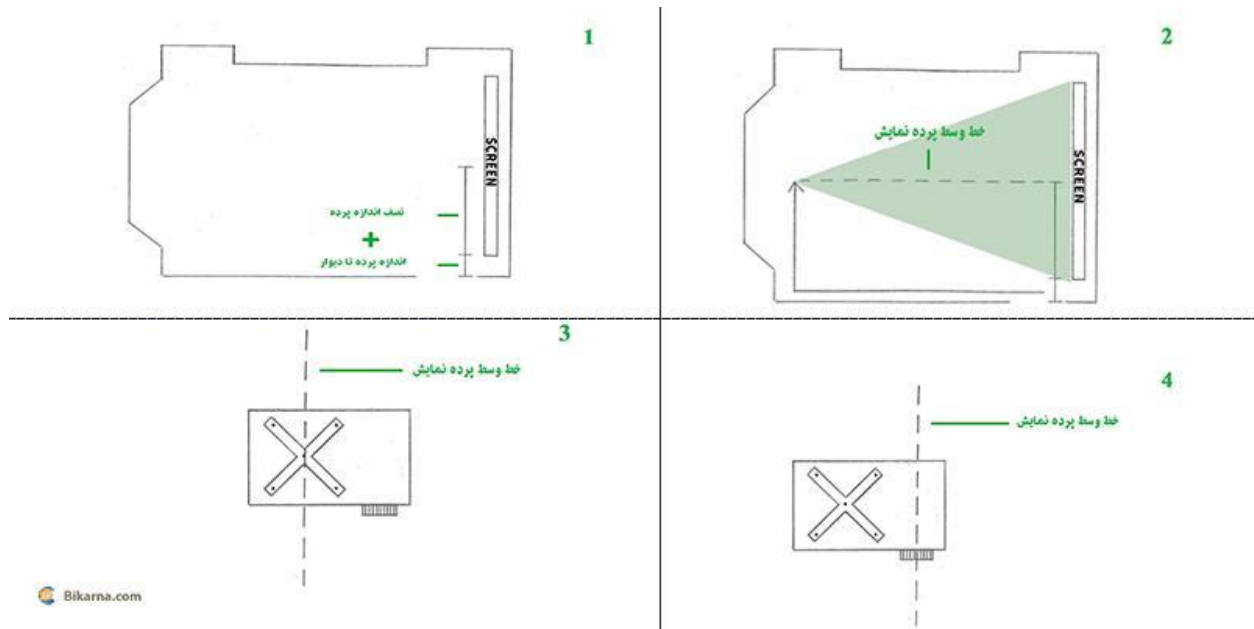 1
SCREEN
نصف اندازه پرده
+
اندازه پرده تا دیوار
2
خط وسط پرده نمایش
SCREEN
3
خط وسط پرده نمایش
4
خط وسط پرده نمایش
Bikarna.com